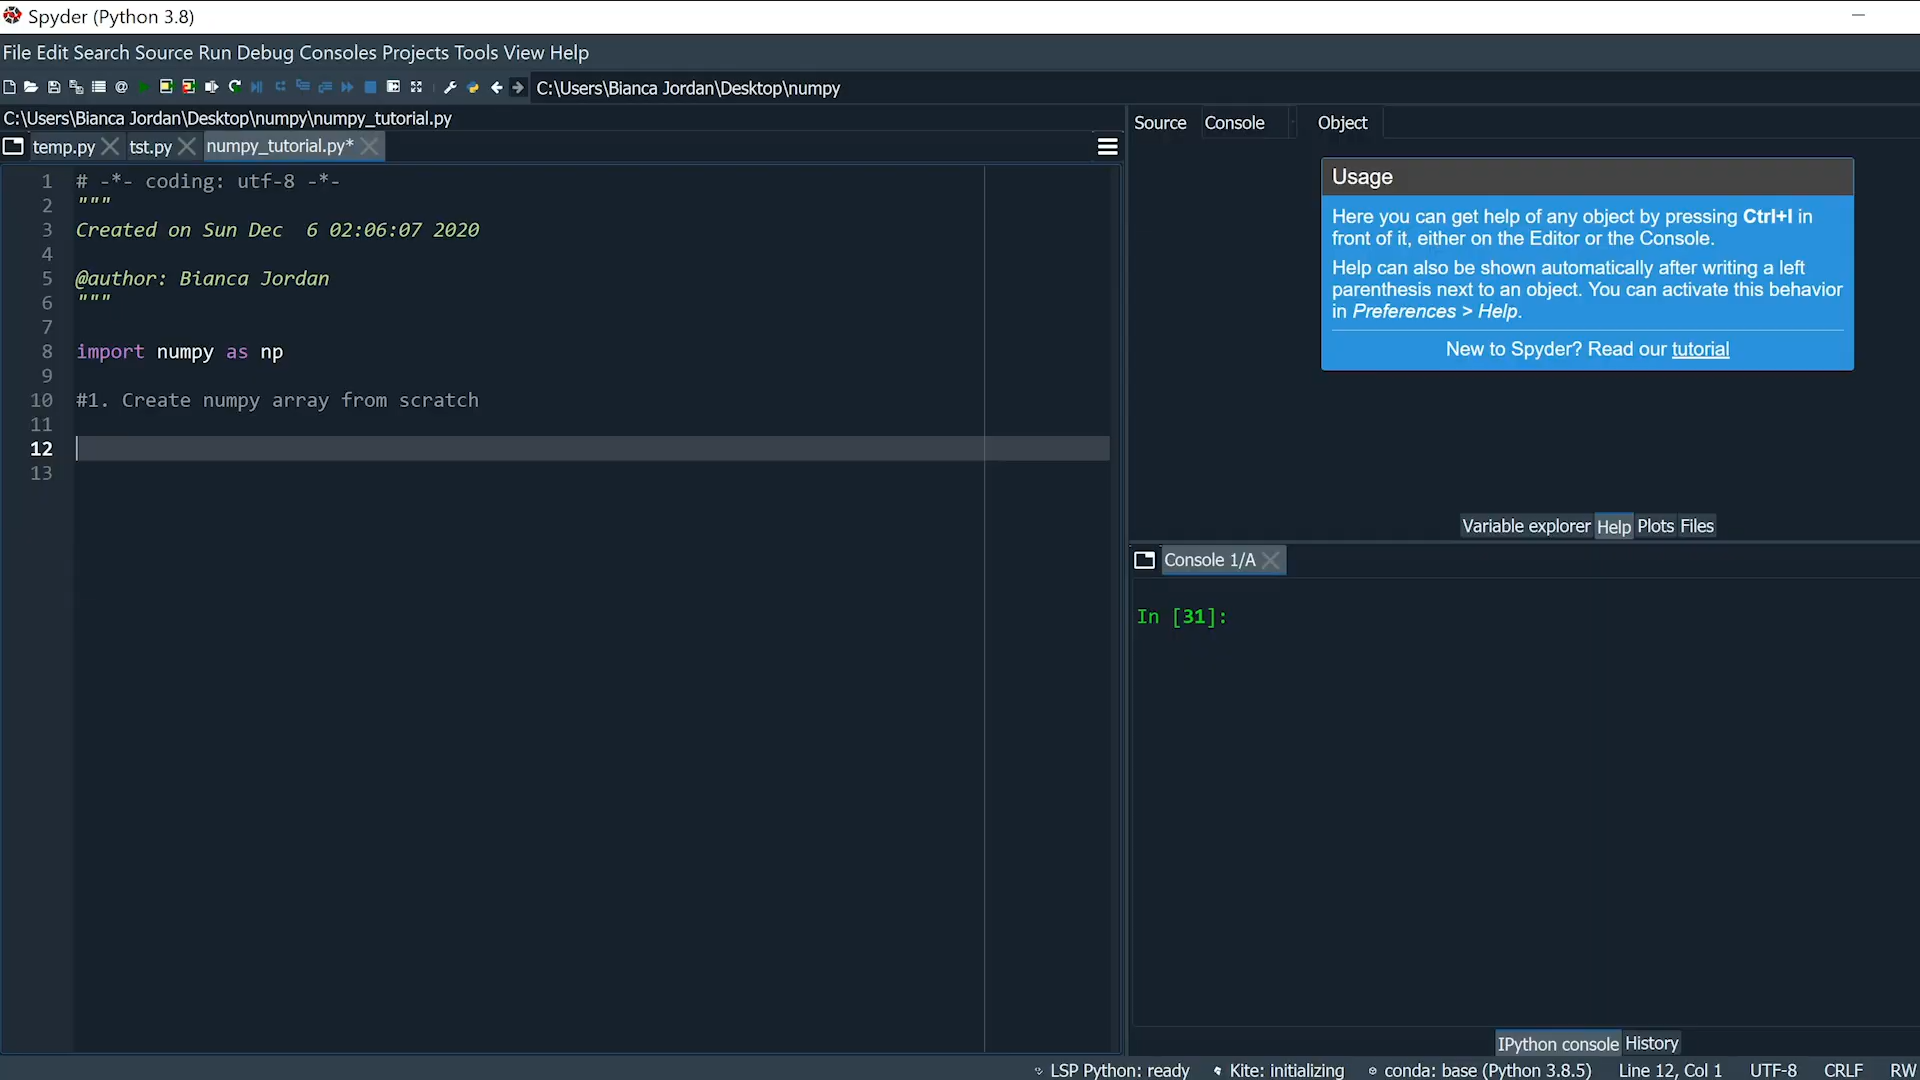 Spyder (Python 3.8)
File Edit Search Source Run Debug Consoles Projects Tools View Help
C:\Users\Bianca Jordan\Desktop\numpy
C:\Users\Bianca Jordan\Desktop\numpy\numpy_tutorial.py
temp.py tst.py numpy_tutorial.py*
1 # -*- coding: utf-8 -*-
2 """
3 Created on Sun Dec  6 02:06:07 2020
4
5 @author: Bianca Jordan
6 """
7
8 import numpy as np
9
10 #1. Create numpy array from scratch
11
12
13
Source Console Object
Usage
Here you can get help of any object by pressing Ctrl+I in
front of it, either on the Editor or the Console.
Help can also be shown automatically after writing a left
parenthesis next to an object. You can activate this behavior
in Preferences > Help.
New to Spyder? Read our tutorial
Variable explorer Help Plots Files
Console 1/A
In [31]:
IPython console History
LSP Python: ready Kite: initializing conda: base (Python 3.8.5) Line 12, Col 1 UTF-8 CRLF RW